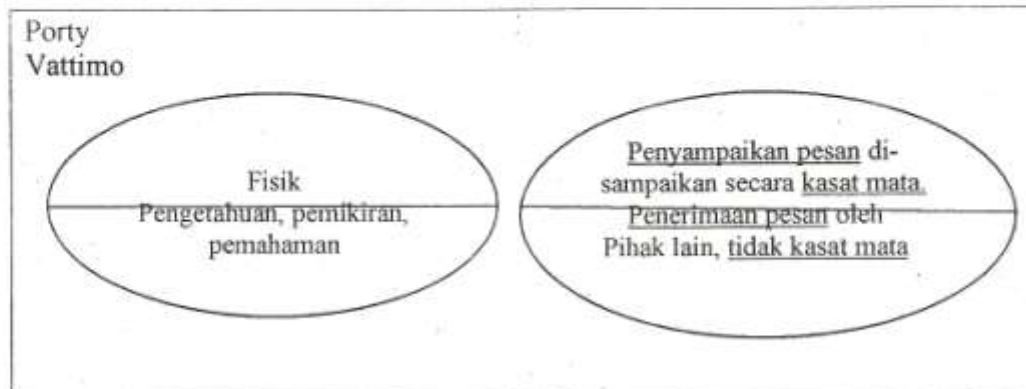 Porty
Vattimo
Fisik
Pengetahuan, pemikiran,
pemahaman
Penyampaikan pesan di-
sampaikan secara kasat mata.
Penerimaan pesan oleh
Pihak lain, tidak kasat mata